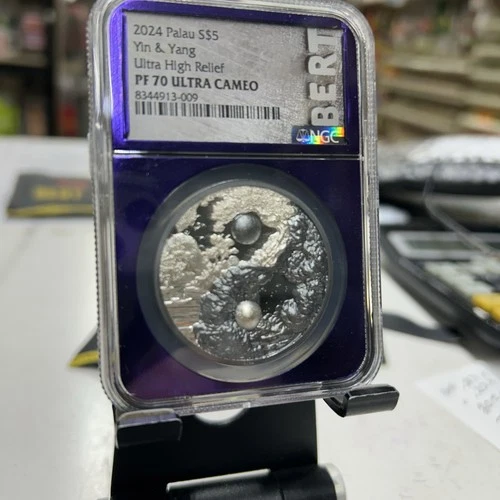 2024 Palau S$5
Yin & Yang
Ultra High Relief
PF 70 ULTRA CAMEO
8344913-009
BERT
NGC